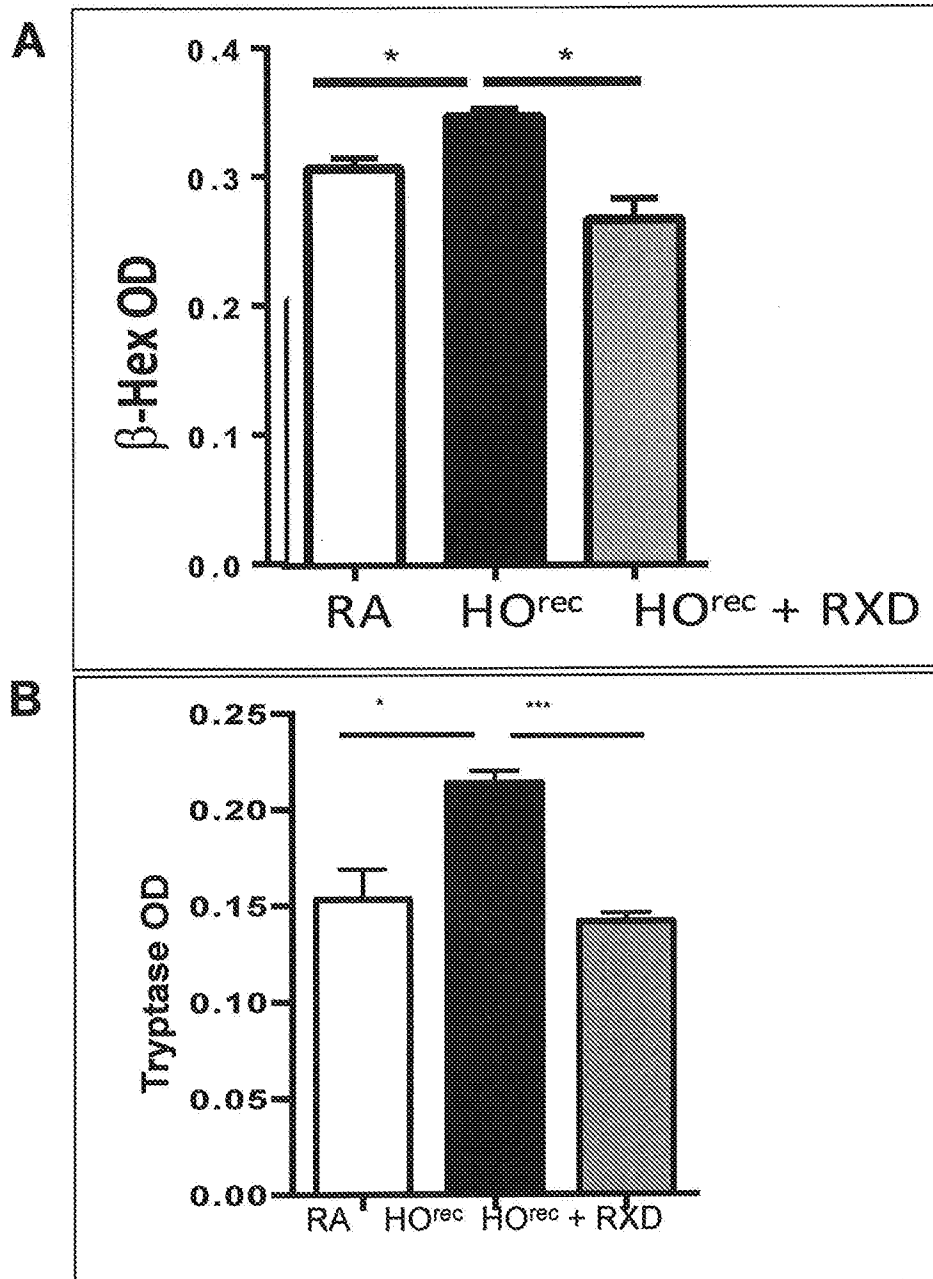 A
0.4
* *
0.3
0.2
0.1
0.0
β-Hex OD
RA HOrec HOrec + RXD
B
0.25
* ***
0.20
0.15
0.10
0.05
0.00
Tryptase OD
RA HOrec HOrec + RXD